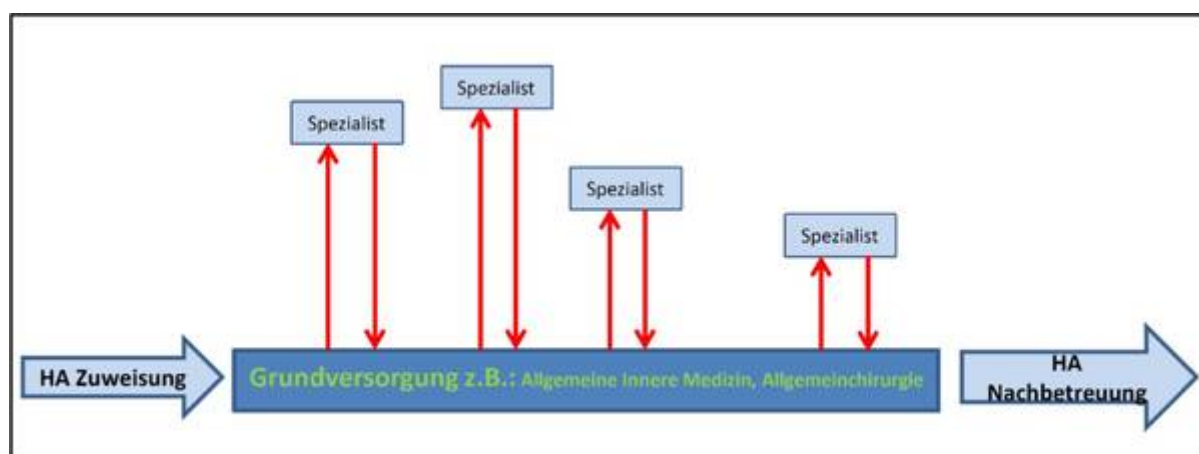 Spezialist
Spezialist
Spezialist
Spezialist
HA Zuweisung
Grundversorgung z.B.: Allgemeine Innere Medizin, Allgemeinchirurgie
HA
Nachbetreuung